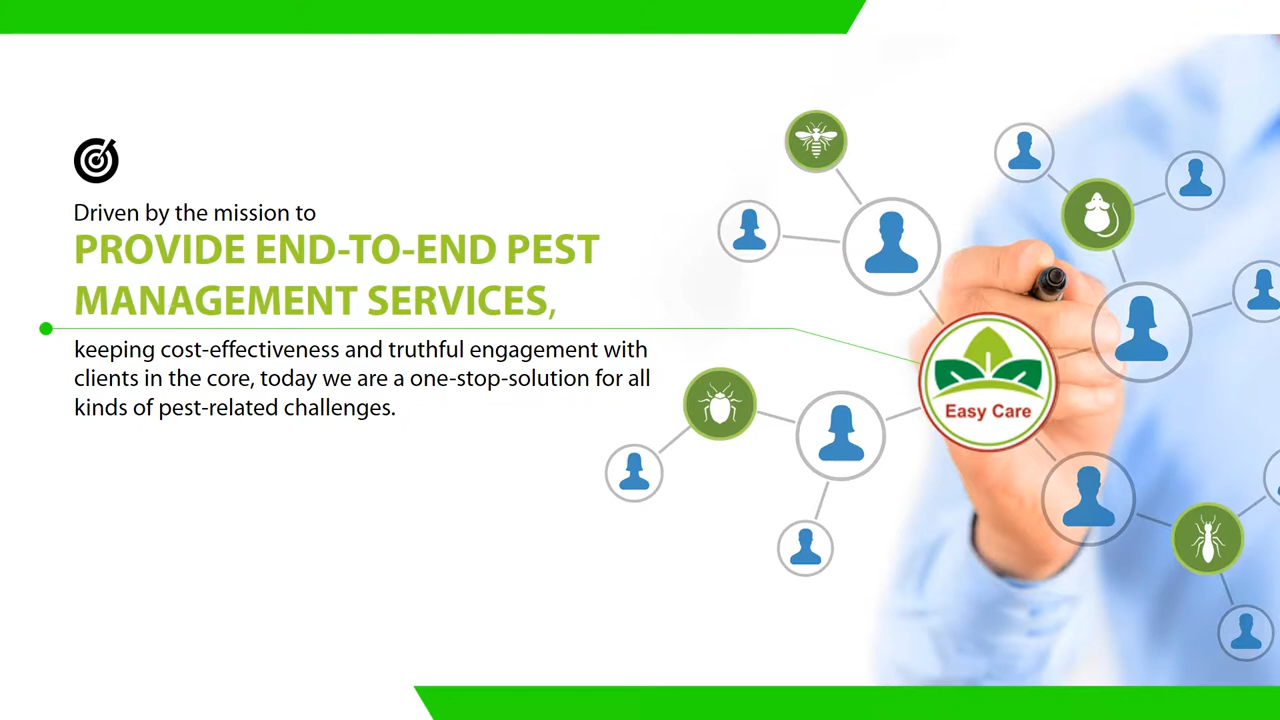 Driven by the mission to
PROVIDE END-TO-END PEST
MANAGEMENT SERVICES,
keeping cost-effectiveness and truthful engagement with
clients in the core, today we are a one-stop-solution for all
kinds of pest-related challenges.
Easy Care